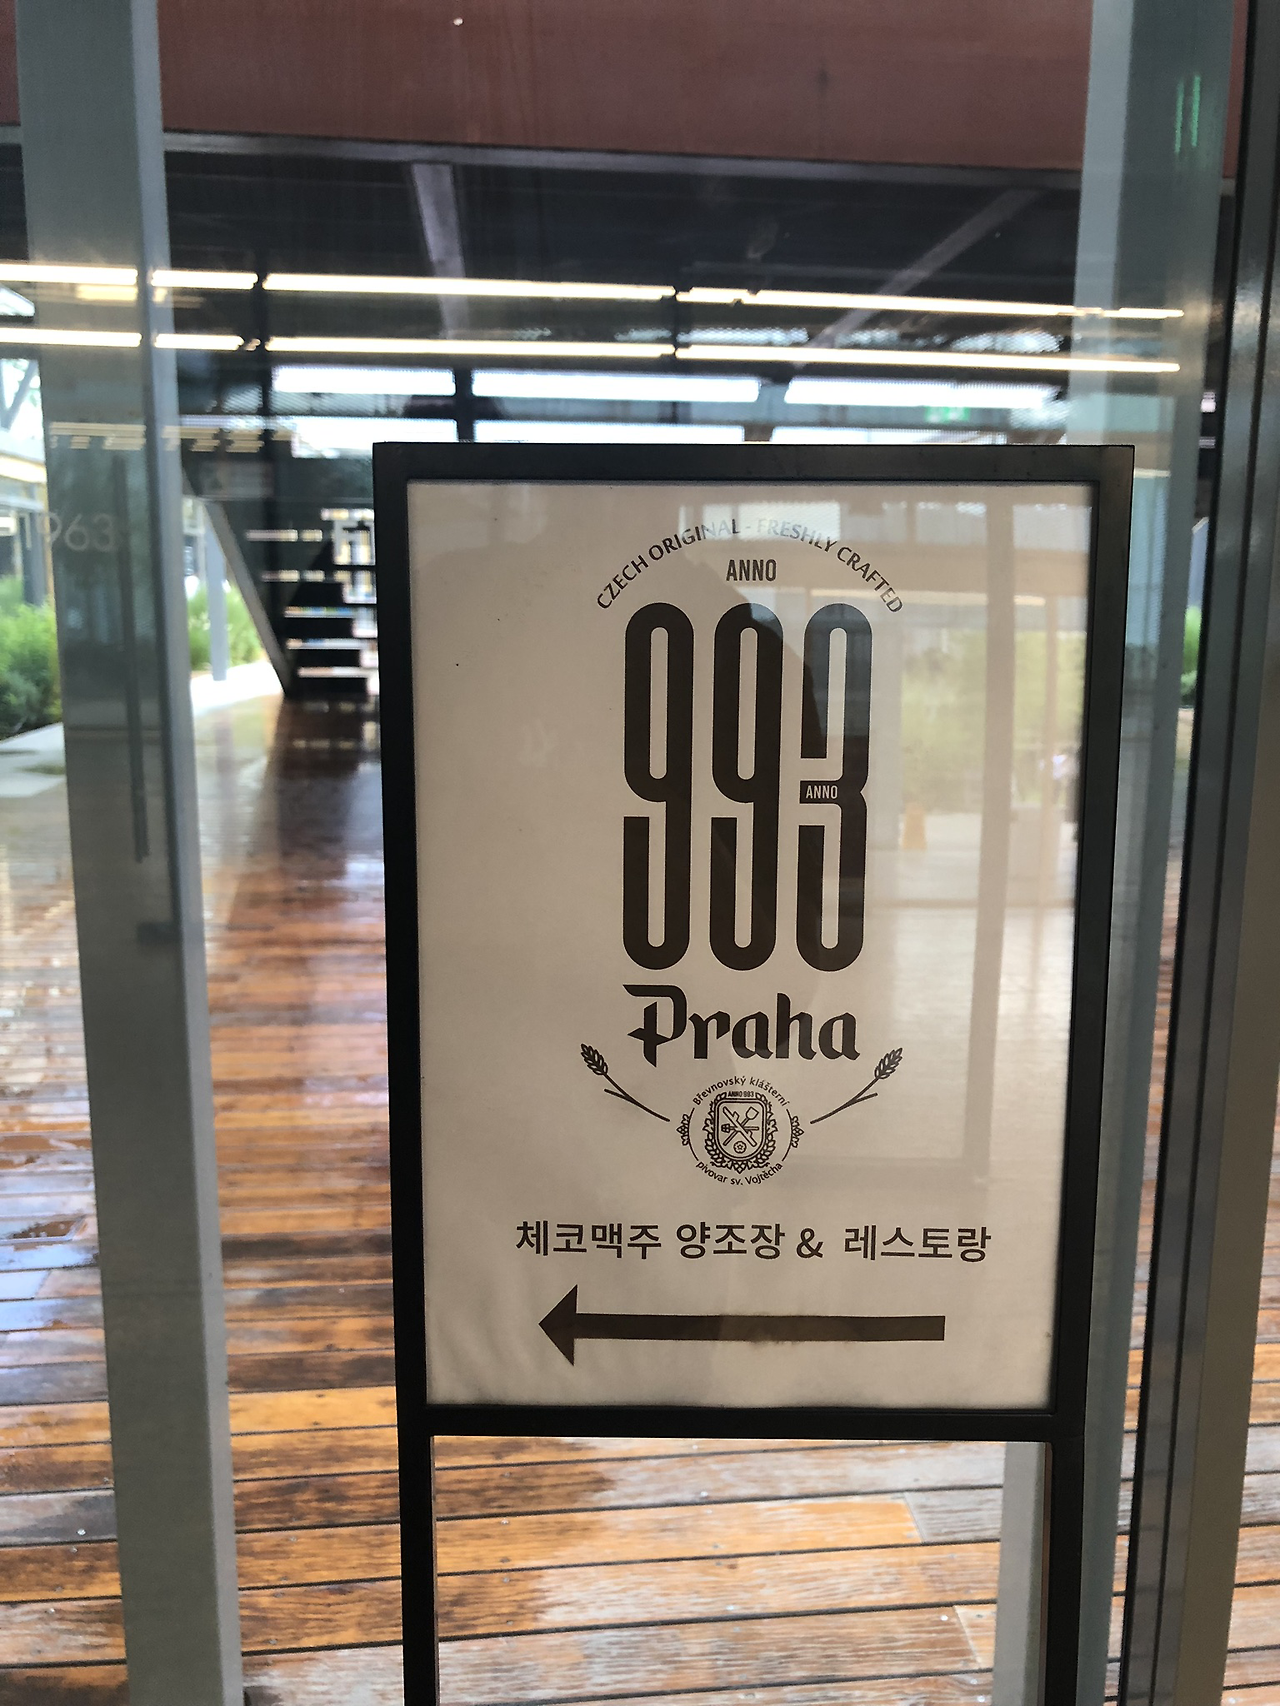 CZECH ORIGINAL - FRESHLY CRAFTED
ANNO
993
ANNO
Praha
Břevnovský klášterní
ANNO 993
pivovar sv. Vojtěcha
체코맥주 양조장 & 레스토랑
963